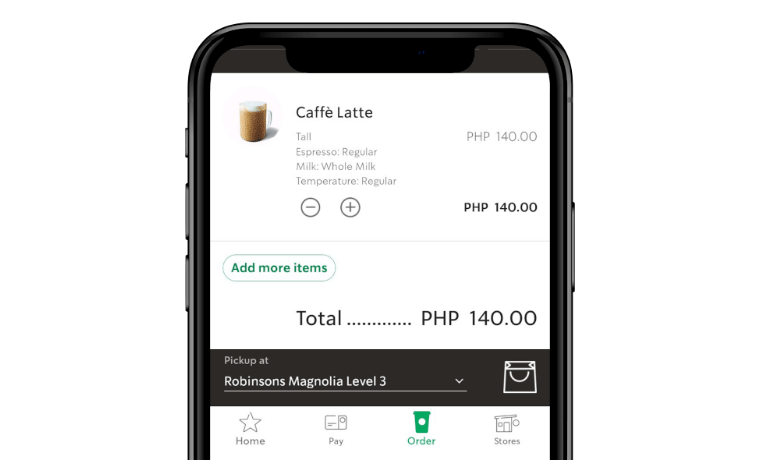 Caffè Latte
Tall PHP 140.00
Espresso: Regular
Milk: Whole Milk
Temperature: Regular
PHP 140.00
Add more items
Total ............. PHP 140.00
Pickup at
Robinsons Magnolia Level 3
Home Pay Order Stores